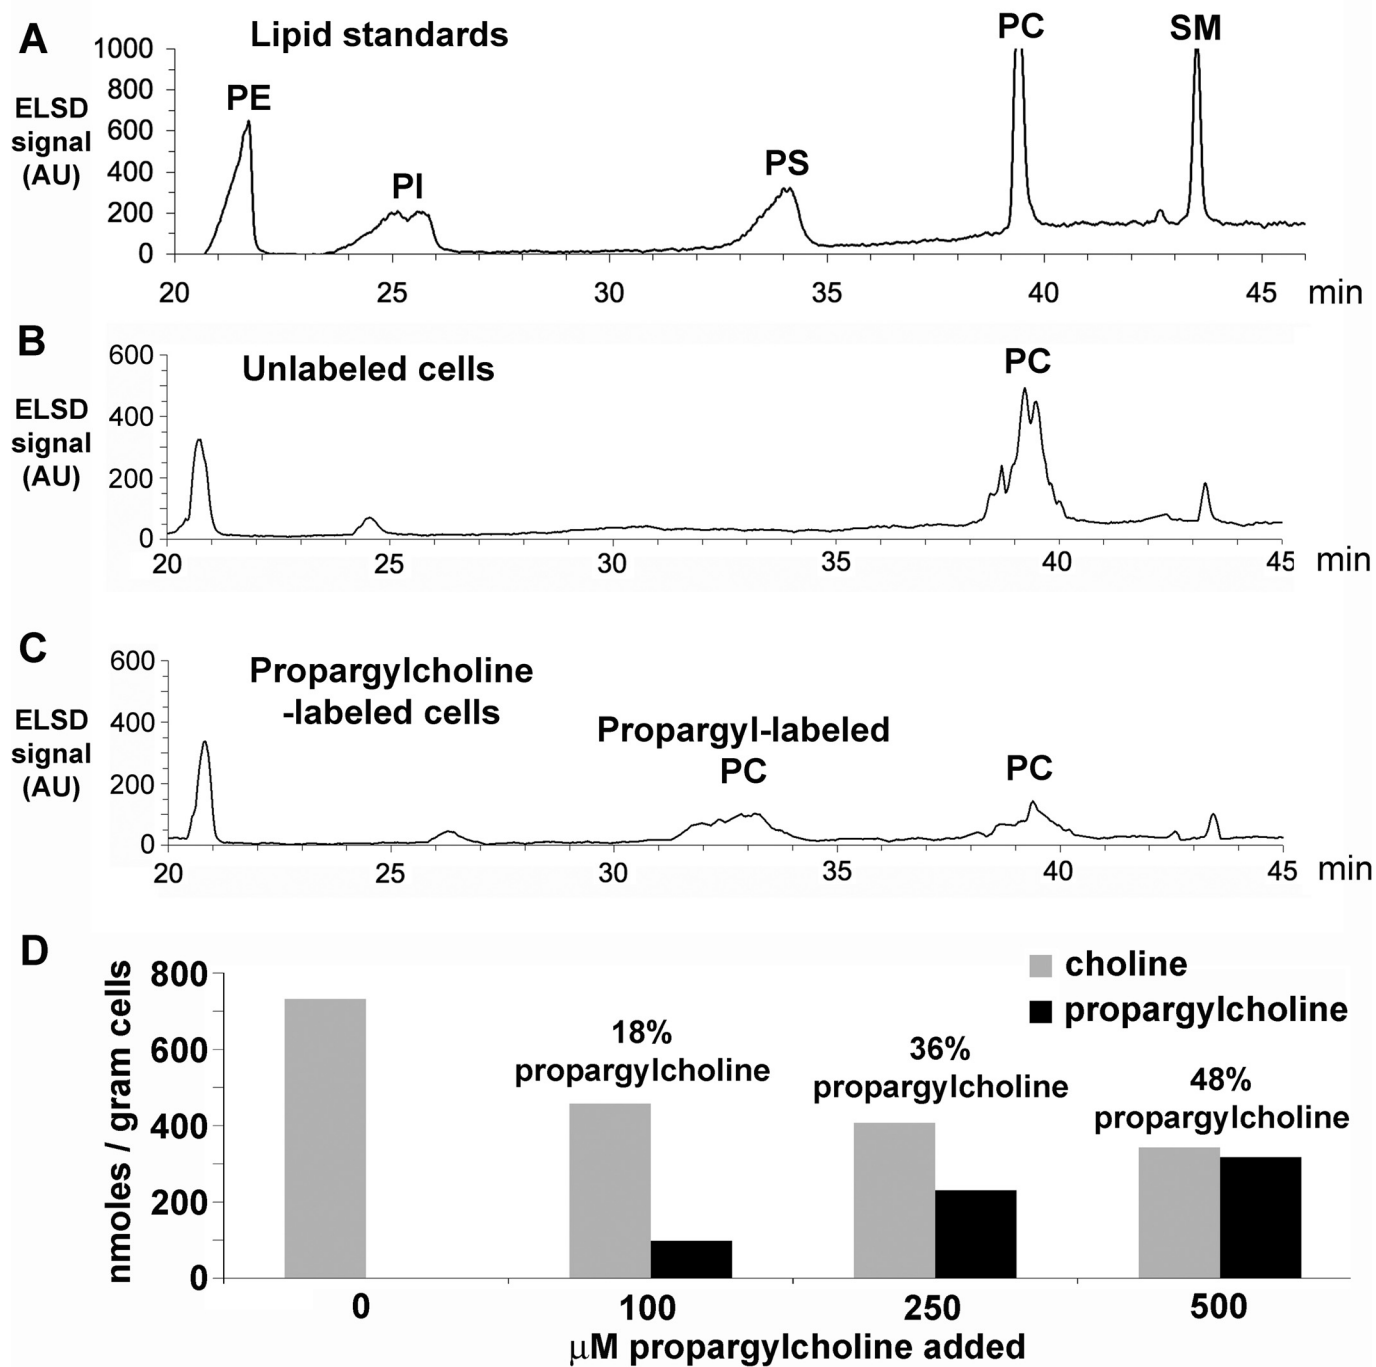 A
Lipid standards
PC
SM
1000
800
600
400
200
0
ELSD
signal
(AU)
PE
PI
PS
20 25 30 35 40 45 min
B
Unlabeled cells
PC
600
400
200
0
ELSD
signal
(AU)
20 25 30 35 40 45 min
C
Propargylcholine
-labeled cells
Propargyl-labeled
PC
PC
600
400
200
0
ELSD
signal
(AU)
20 25 30 35 40 45 min
D
choline
propargylcholine
nmoles / gram cells
800
600
400
200
0
18%
propargylcholine
36%
propargylcholine
48%
propargylcholine
0 100 250 500
μM propargylcholine added